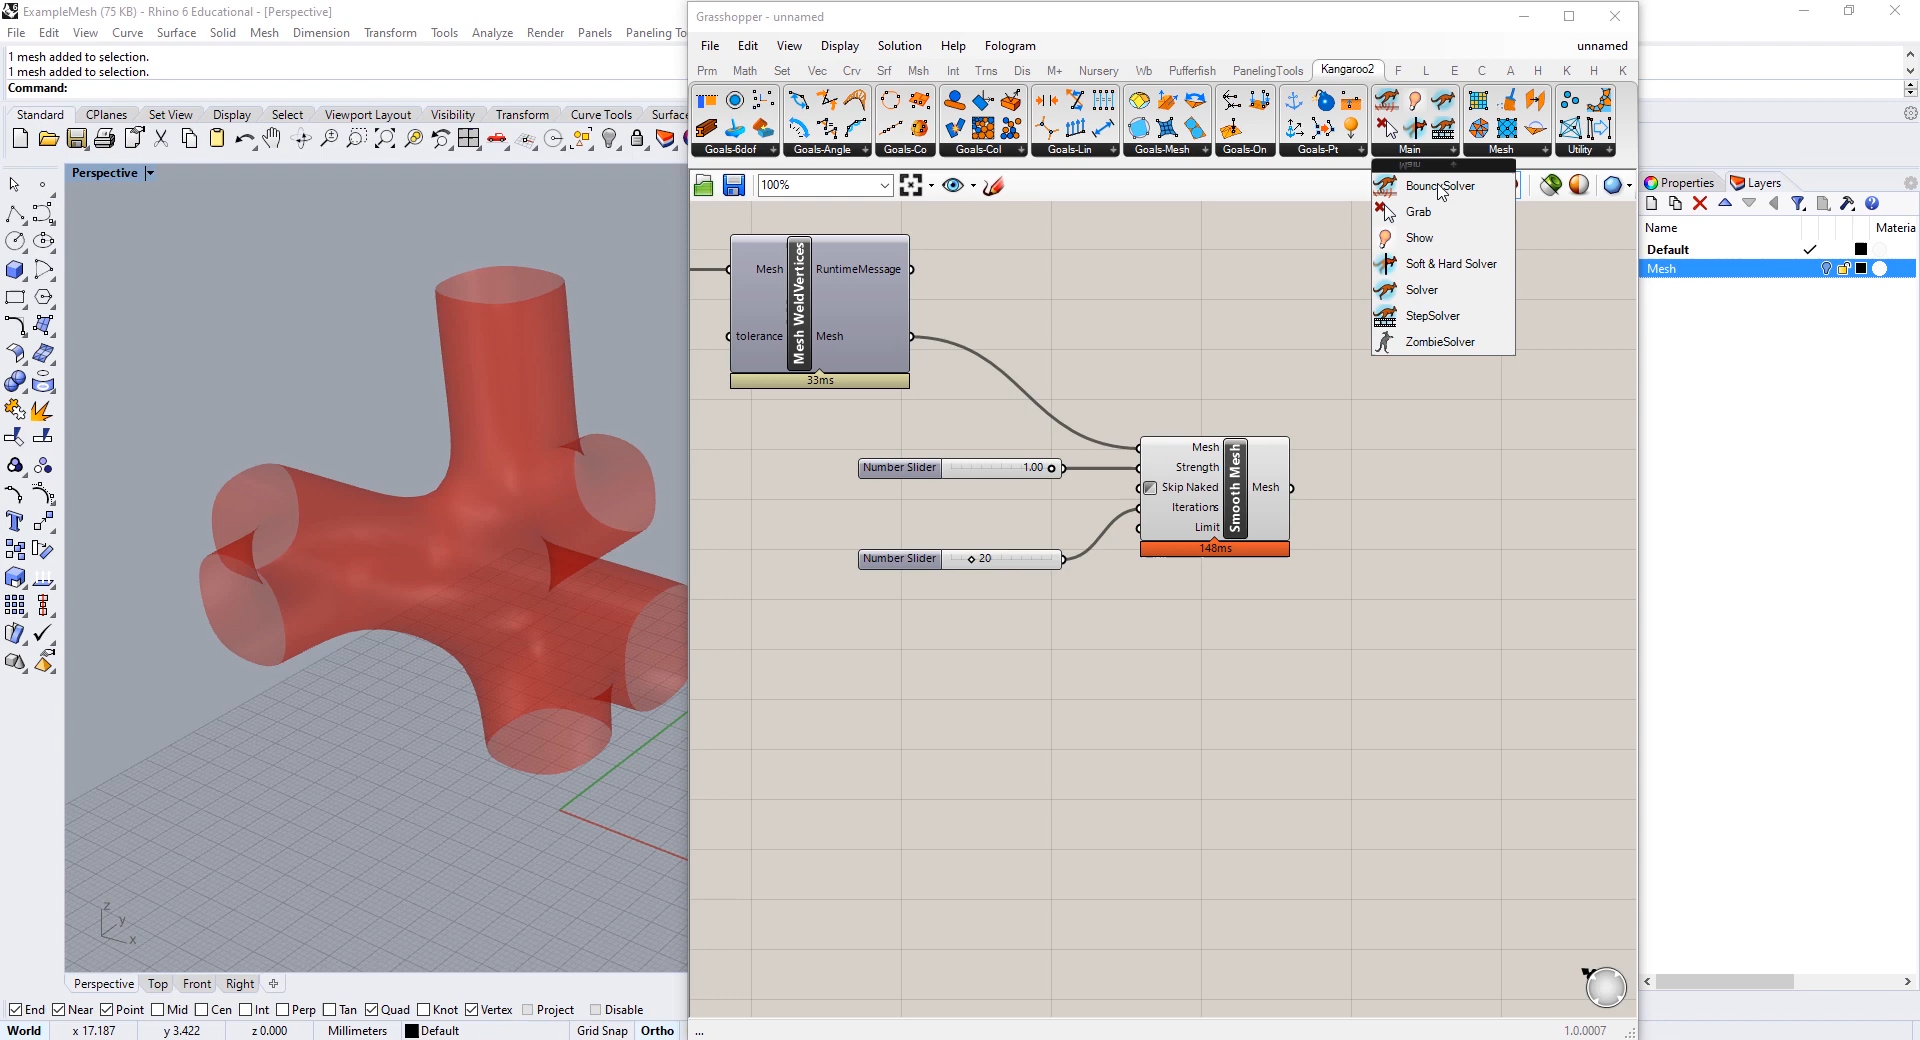 ExampleMesh (75 KB) - Rhino 6 Educational - [Perspective]
File Edit View Curve Surface Solid Mesh Dimension Transform Tools Analyze Render Panels Paneling To
1 mesh added to selection.
1 mesh added to selection.
Command:
Standard CPlanes Set View Display Select Viewport Layout Visibility Transform Curve Tools Surface
Perspective
Grasshopper - unnamed
File Edit View Display Solution Help Fologram unnamed
Prm Math Set Vec Crv Srf Msh Int Trns Dis M+ Nursery Wb Pufferfish PanelingTools Kangaroo2 F L E C A H K H K
Goals-6dof Goals-Angle Goals-Co Goals-Col Goals-Lin Goals-Mesh Goals-On Goals-Pt Main Mesh Utility
100%
BouncySolver
Grab
Show
Soft & Hard Solver
Solver
StepSolver
ZombieSolver
Mesh
tolerance
Mesh WeldVertices
RuntimeMessage
Mesh
33ms
Number Slider 1.00
Number Slider 20
Mesh
Strength
Skip Naked
Iterations
Limit
Smooth Mesh
Mesh
148ms
Properties Layers
Name Materia
Default
Mesh
z
y
x
Perspective Top Front Right
End Near Point Mid Cen Int Perp Tan Quad Knot Vertex Project Disable
World x 17.187 y 3.422 z 0.000 Millimeters Default Grid Snap Ortho
... 1.0.0007